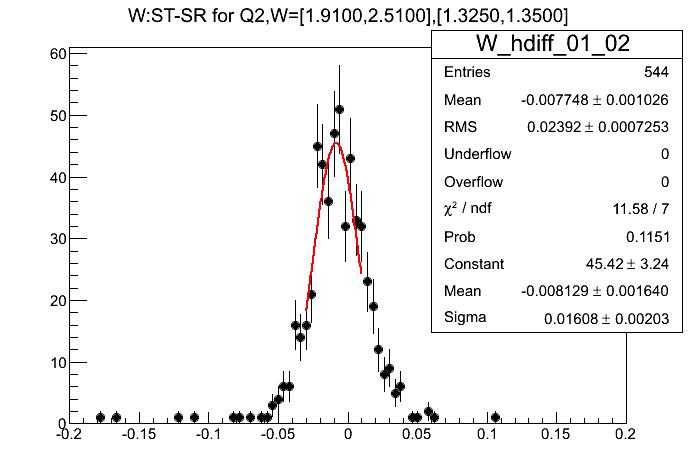 W:ST-SR for Q2,W=[1.9100,2.5100],[1.3250,1.3500]
W_hdiff_01_02
Entries 544
Mean -0.007748 ± 0.001026
RMS 0.02392 ± 0.0007253
Underflow 0
Overflow 0
χ² / ndf 11.58 / 7
Prob 0.1151
Constant 45.42 ± 3.24
Mean -0.008129 ± 0.001640
Sigma 0.01608 ± 0.00203
60
50
40
30
20
10
0
-0.2 -0.15 -0.1 -0.05 0 0.05 0.1 0.15 0.2